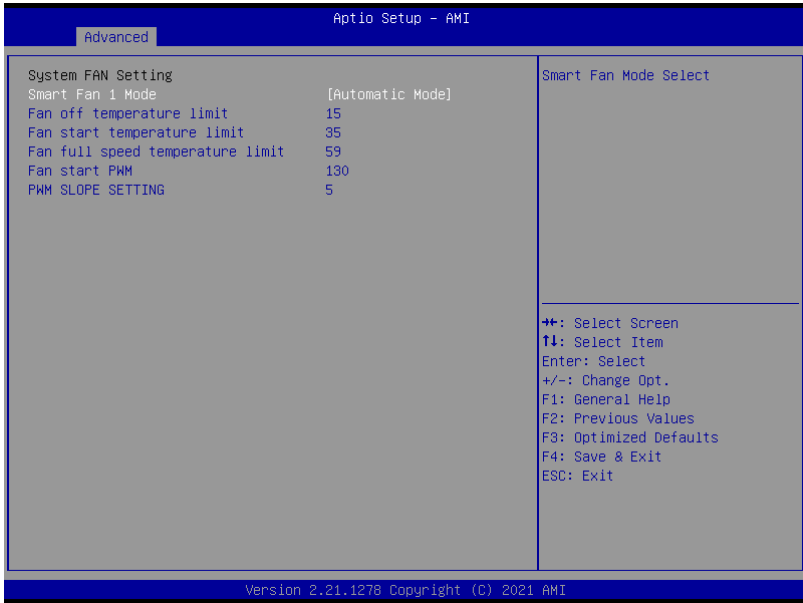 Aptio Setup – AMI
Advanced
System FAN Setting
Smart Fan 1 Mode [Automatic Mode]
Fan off temperature limit 15
Fan start temperature limit 35
Fan full speed temperature limit 59
Fan start PWM 130
PWM SLOPE SETTING 5
Smart Fan Mode Select
→←: Select Screen
↑↓: Select Item
Enter: Select
+/-: Change Opt.
F1: General Help
F2: Previous Values
F3: Optimized Defaults
F4: Save & Exit
ESC: Exit
Version 2.21.1278 Copyright (C) 2021 AMI